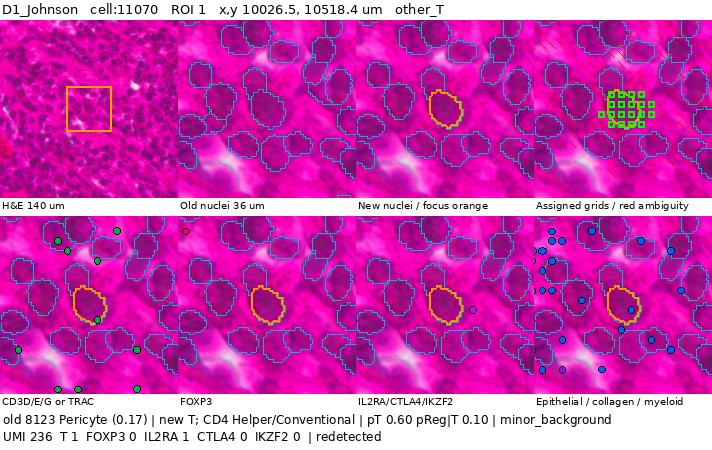 D1_Johnson cell:11070 ROI 1 x,y 10026.5, 10518.4 um other_T
H&E 140 um
Old nuclei 36 um
New nuclei / focus orange
Assigned grids / red ambiguity
CD3D/E/G or TRAC
FOXP3
IL2RA/CTLA4/IKZF2
Epithelial / collagen / myeloid
old 8123 Pericyte (0.17) | new T; CD4 Helper/Conventional | pT 0.60 pReg|T 0.10 | minor_background
UMI 236 T 1 FOXP3 0 IL2RA 1 CTLA4 0 IKZF2 0 | redetected